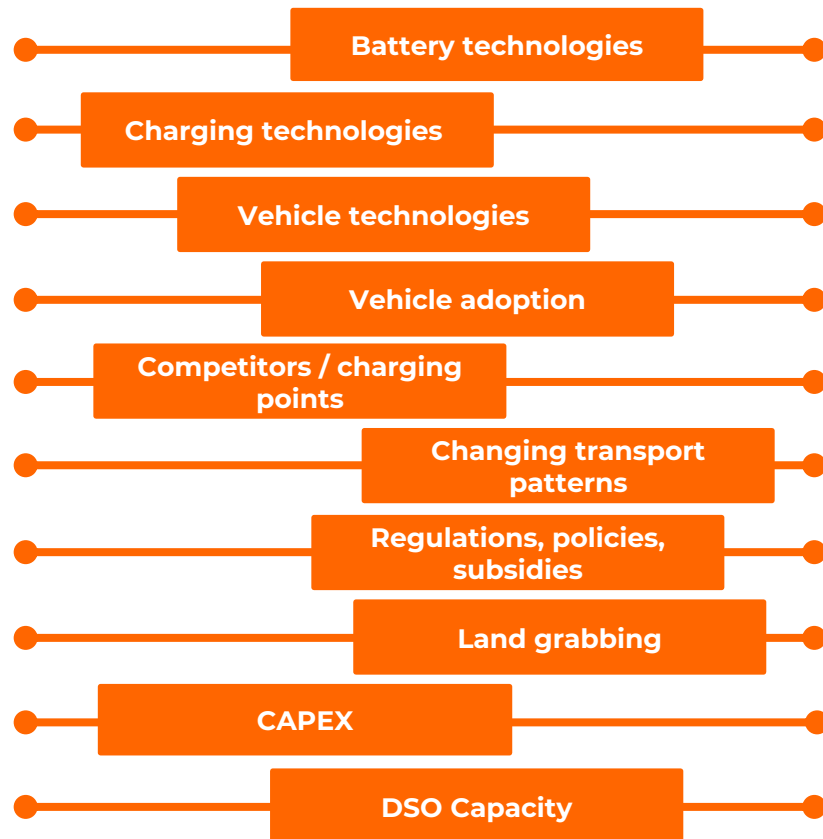 Battery technologies
Charging technologies
Vehicle technologies
Vehicle adoption
Competitors / charging
points
Changing transport
patterns
Regulations, policies,
subsidies
Land grabbing
CAPEX
DSO Capacity